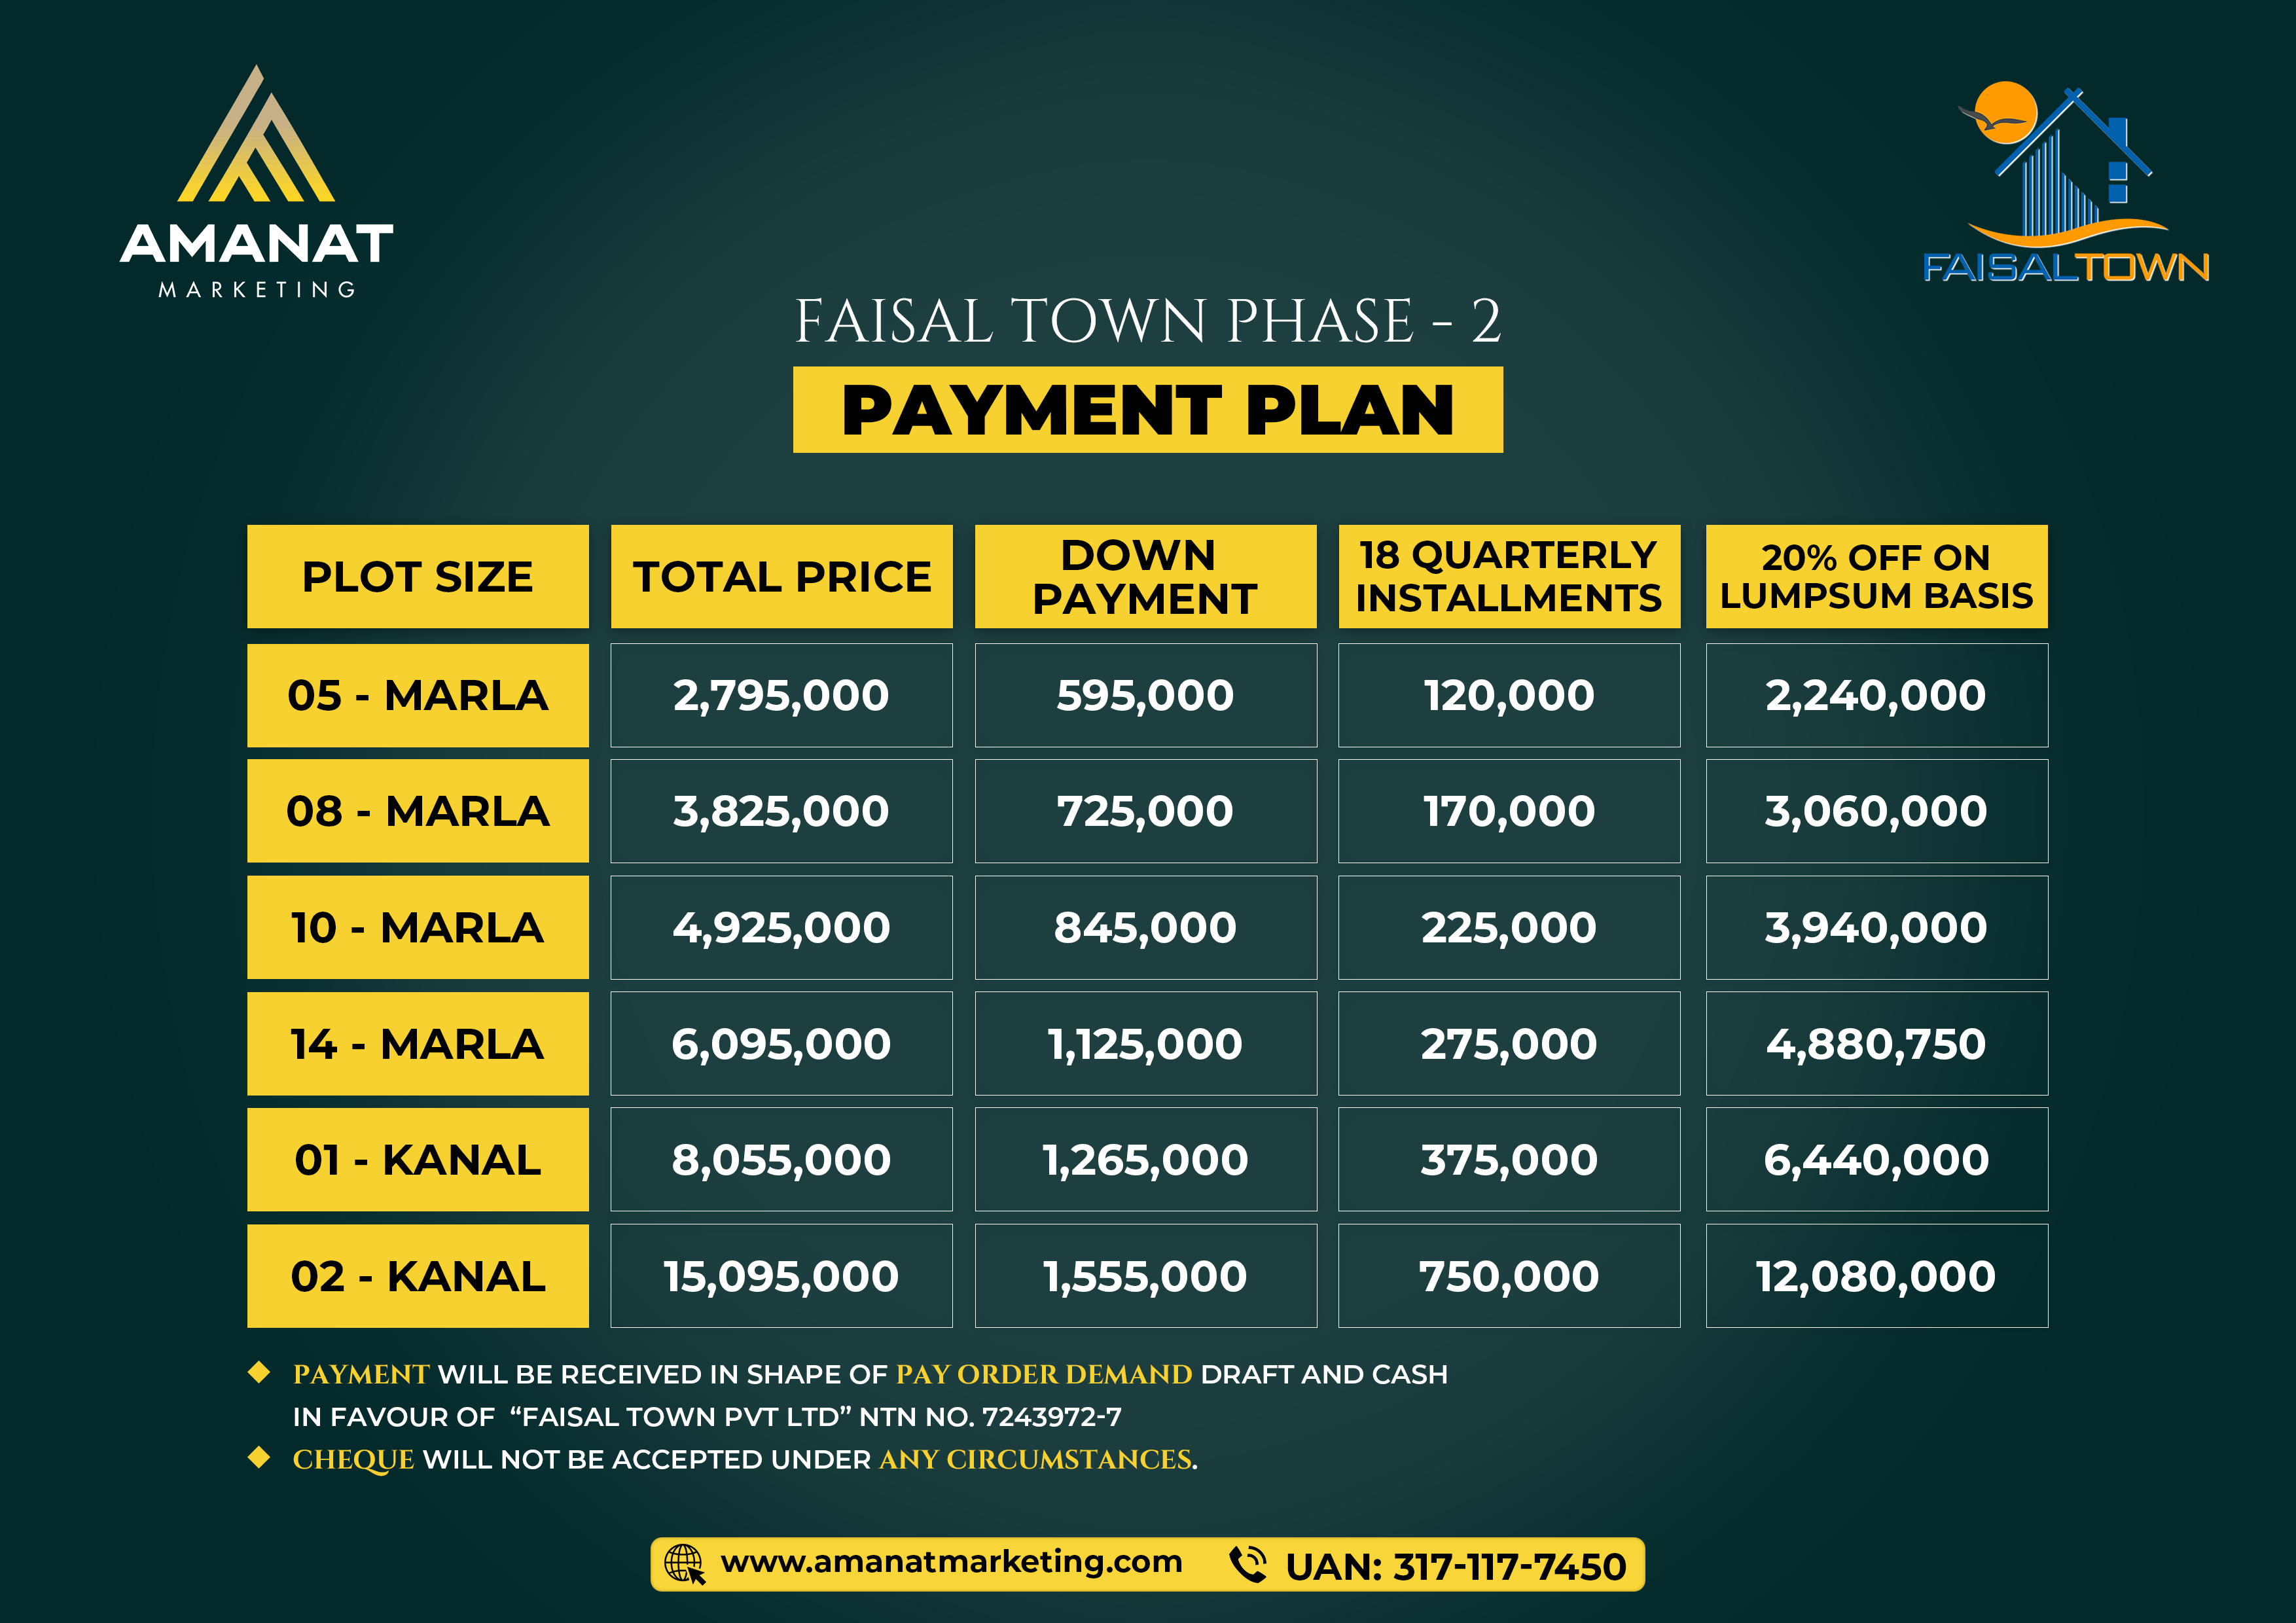 AMANAT
MARKETING
FAISALTOWN
FAISAL TOWN PHASE - 2
PAYMENT PLAN
PLOT SIZE TOTAL PRICE DOWN PAYMENT 18 QUARTERLY INSTALLMENTS 20% OFF ON LUMPSUM BASIS
05 - MARLA 2,795,000 595,000 120,000 2,240,000
08 - MARLA 3,825,000 725,000 170,000 3,060,000
10 - MARLA 4,925,000 845,000 225,000 3,940,000
14 - MARLA 6,095,000 1,125,000 275,000 4,880,750
01 - KANAL 8,055,000 1,265,000 375,000 6,440,000
02 - KANAL 15,095,000 1,555,000 750,000 12,080,000
PAYMENT WILL BE RECEIVED IN SHAPE OF PAY ORDER DEMAND DRAFT AND CASH
IN FAVOUR OF “FAISAL TOWN PVT LTD” NTN NO. 7243972-7
CHEQUE WILL NOT BE ACCEPTED UNDER ANY CIRCUMSTANCES.
www.amanatmarketing.com UAN: 317-117-7450